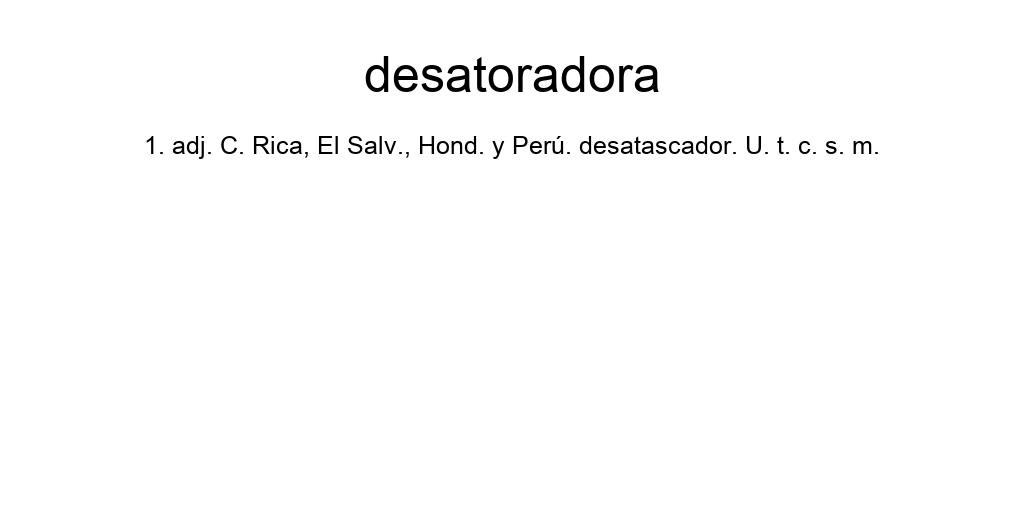 desatoradora
1. adj. C. Rica, El Salv., Hond. y Perú. desatascador. U. t. c. s. m.